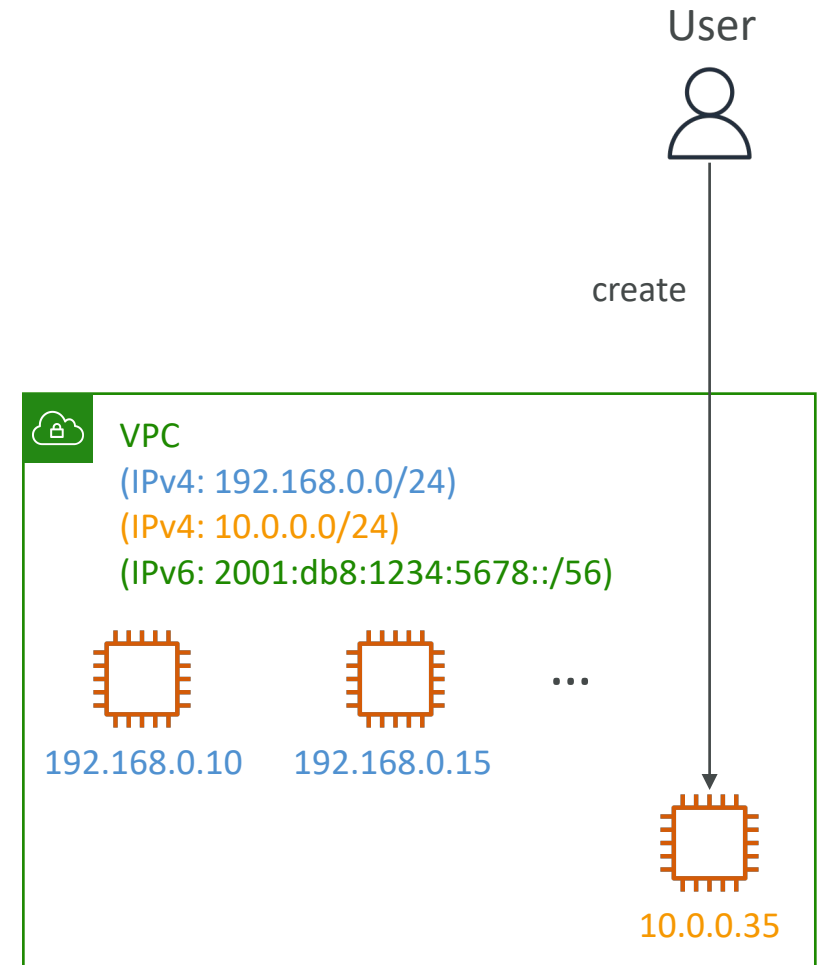 User
create
VPC
(IPv4: 192.168.0.0/24)
(IPv4: 10.0.0.0/24)
(IPv6: 2001:db8:1234:5678::/56)
...
192.168.0.10
192.168.0.15
10.0.0.35